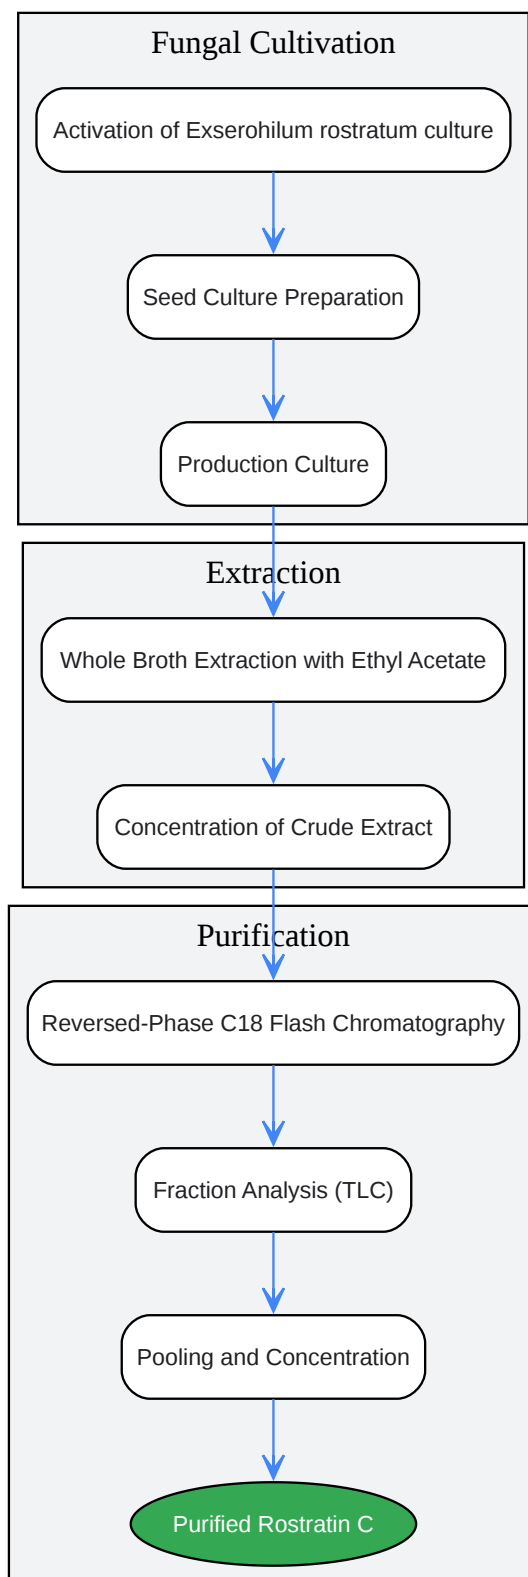 Fungal Cultivation
Activation of Exserohilum rostratum culture
Seed Culture Preparation
Production Culture
Extraction
Whole Broth Extraction with Ethyl Acetate
Concentration of Crude Extract
Purification
Reversed-Phase C18 Flash Chromatography
Fraction Analysis (TLC)
Pooling and Concentration
Purified Rostratin C